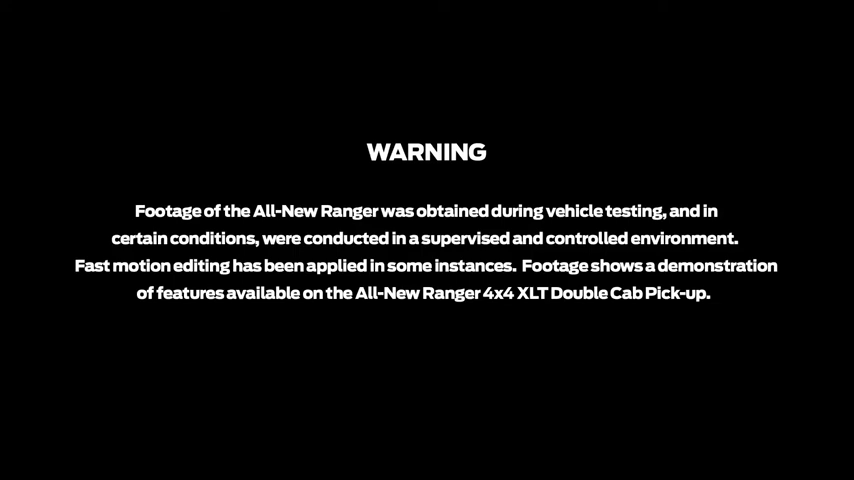 WARNING
Footage of the All-New Ranger was obtained during vehicle testing, and in
certain conditions, were conducted in a supervised and controlled environment.
Fast motion editing has been applied in some instances. Footage shows a demonstration
of features available on the All-New Ranger 4x4 XLT Double Cab Pick-up.